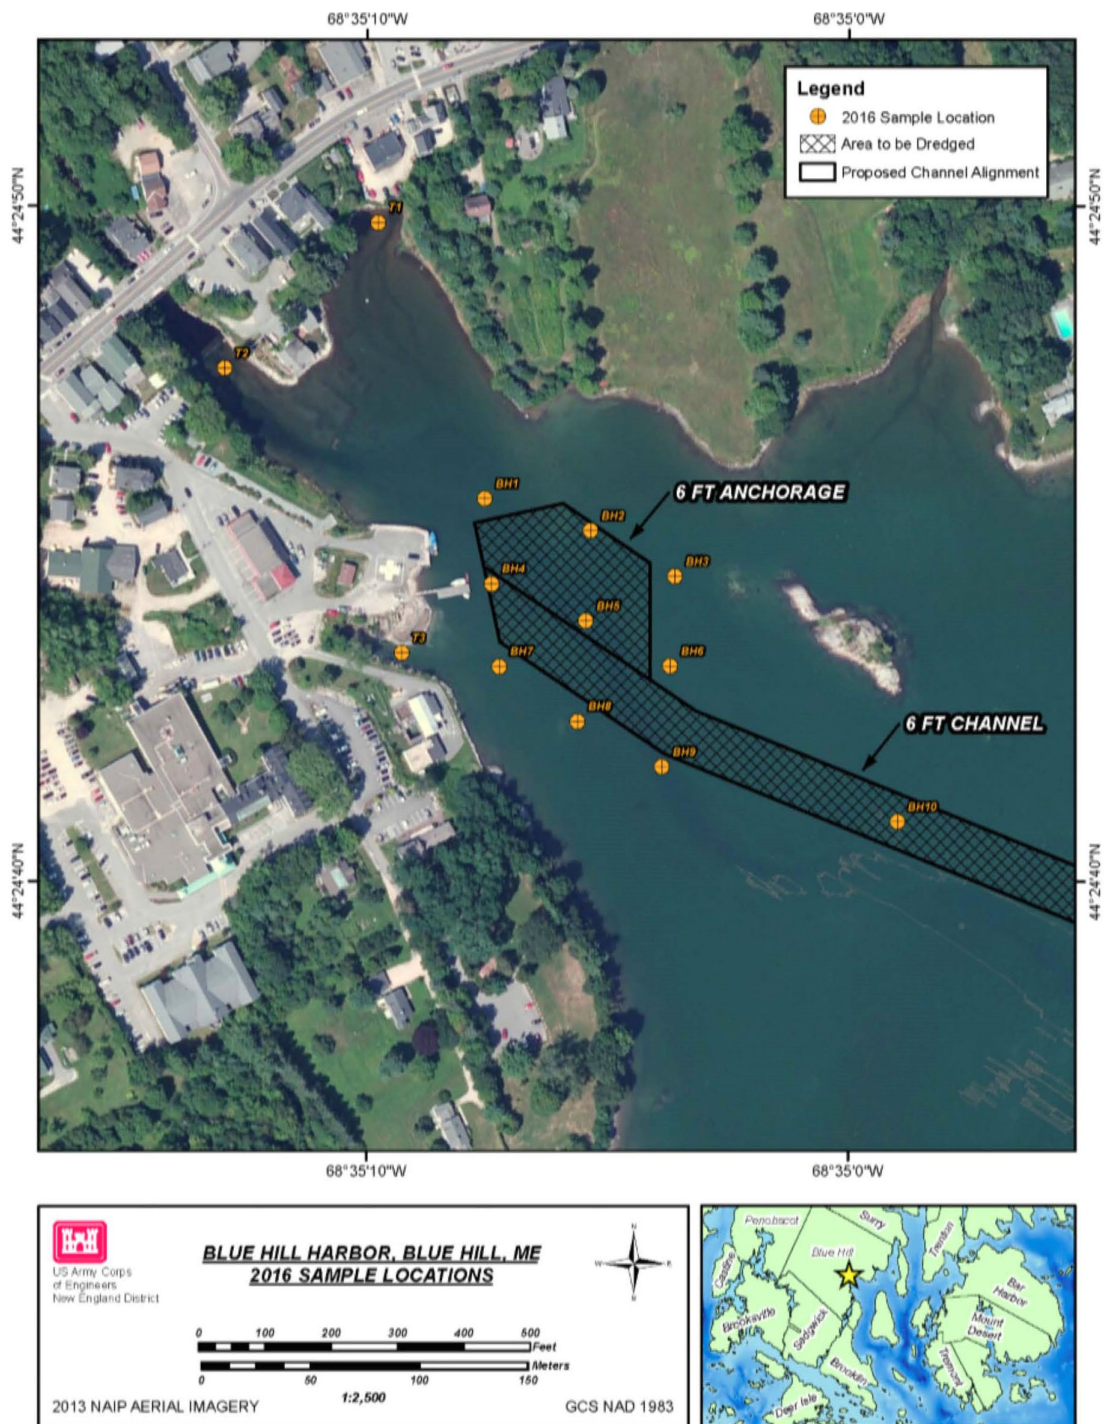 68°35'10"W
68°35'0"W
44°24'50"N
44°24'50"N
Legend
2016 Sample Location
Area to be Dredged
Proposed Channel Alignment
T1
T2
BH1
6 FT ANCHORAGE
BH2
BH3
BH4
BH5
T3
BH7
BH6
BH8
6 FT CHANNEL
BH9
BH10
44°24'40"N
44°24'40"N
68°35'10"W
68°35'0"W
US Army Corps
of Engineers
New England District
BLUE HILL HARBOR, BLUE HILL, ME
2016 SAMPLE LOCATIONS
N
W
E
S
0 100 200 300 400 500
Feet
Meters
0 50 100 150
1:2,500
2013 NAIP AERIAL IMAGERY
GCS NAD 1983
Penobscot
Surry
Trenton
Blue Hill
Castine
Bar
Harbor
Brooksville
Sedgwick
Mount
Desert
Brooklin
Tremont
Deer Isle